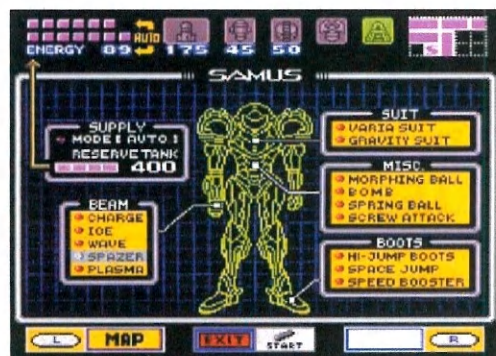 AUTO
ENERGY 89 175 45 50
S
SAMUS
SUPPLY
MODE [AUTO]
RESERVE TANK
400
BEAM
CHARGE
ICE
WAVE
SPAZER
PLASMA
SUIT
VARIA SUIT
GRAVITY SUIT
MISC.
MORPHING BALL
BOMB
SPRING BALL
SCREW ATTACK
BOOTS
HI-JUMP BOOTS
SPACE JUMP
SPEED BOOSTER
L MAP EXIT START R